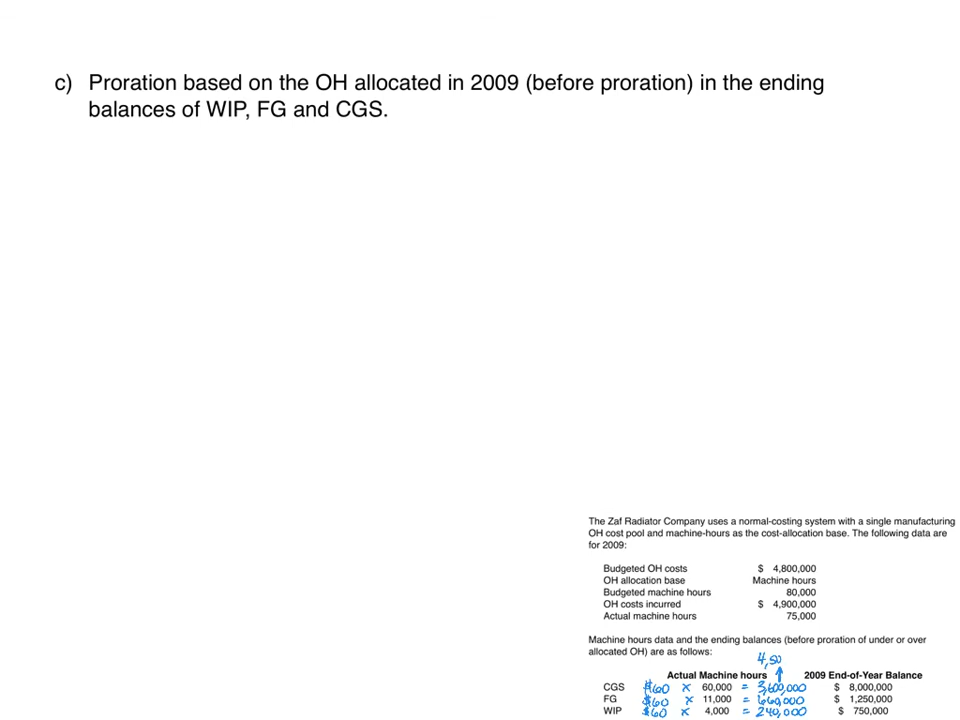 c) Proration based on the OH allocated in 2009 (before proration) in the ending
balances of WIP, FG and CGS.
The Zaf Radiator Company uses a normal-costing system with a single manufacturing
OH cost pool and machine-hours as the cost-allocation base. The following data are
for 2009:
Budgeted OH costs $ 4,800,000
OH allocation base Machine hours
Budgeted machine hours 80,000
OH costs incurred $ 4,900,000
Actual machine hours 75,000
Machine hours data and the ending balances (before proration of under or over
allocated OH) are as follows:
4,50
Actual Machine hours ↑ 2009 End-of-Year Balance
CGS $60 x 60,000 = 3,600,000 $ 8,000,000
FG $60 x 11,000 = 660,000 $ 1,250,000
WIP $60 x 4,000 = 240,000 $ 750,000